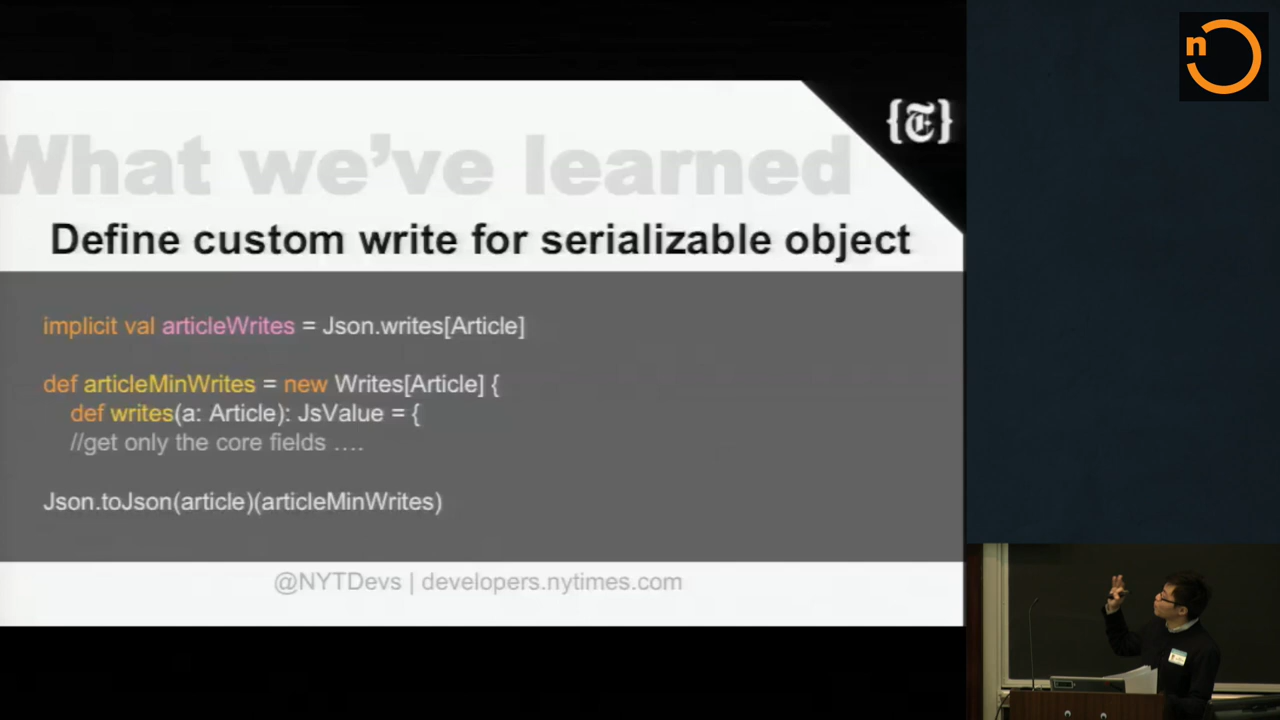 n
{T}
What we've learned
Define custom write for serializable object
implicit val articleWrites = Json.writes[Article]
def articleMinWrites = new Writes[Article] {
def writes(a: Article): JsValue = {
//get only the core fields ….
Json.toJson(article)(articleMinWrites)
@NYTDevs | developers.nytimes.com